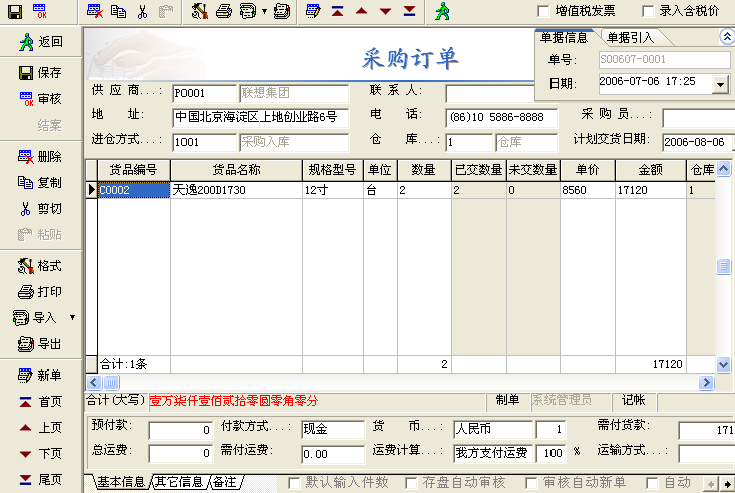 增值税发票 录入含税价
返回
保存
审核
结案
删除
复制
剪切
粘贴
格式
打印
导入
导出
新单
首页
上页
下页
尾页
采购订单
单据信息 单据引入
单号: S00607-0001
日期: 2006-07-06 17:25
供 应 商...: PO001 联想集团 联 系 人:
地 址: 中国北京海淀区上地创业路6号 电 话: (86)10 5886-8888 采 购 员...:
进仓方式...: 1001 采购入库 仓 库...: 1 仓库 计划交货日期: 2006-08-06
货品编号 货品名称 规格型号 单位 数量 已交数量 未交数量 单价 金额 仓库
C0002 天逸200D1730 12寸 台 2 2 0 8560 17120 1
合计:1条 2 17120
合计(大写) 壹万柒仟壹佰贰拾零圆零角零分 制单 系统管理员 记帐
预付款: 0 付款方式...: 现金 货 币...: 人民币 1 需付货款: 171
总运费: 0 需付运费: 0.00 运费计算...: 我方支付运费 100 % 运输方式...:
基本信息 其它信息 备注 默认输入件数 存盘自动审核 审核自动新单 自动